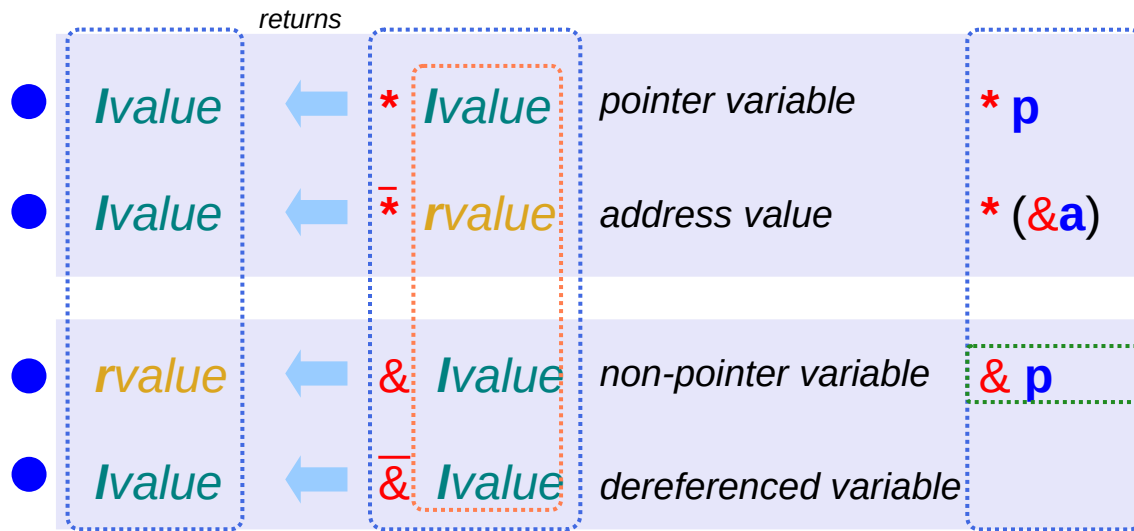 returns
lvalue * lvalue pointer variable * p
lvalue *̅ rvalue address value * (&a)
rvalue & lvalue non-pointer variable & p
lvalue &̅ lvalue dereferenced variable